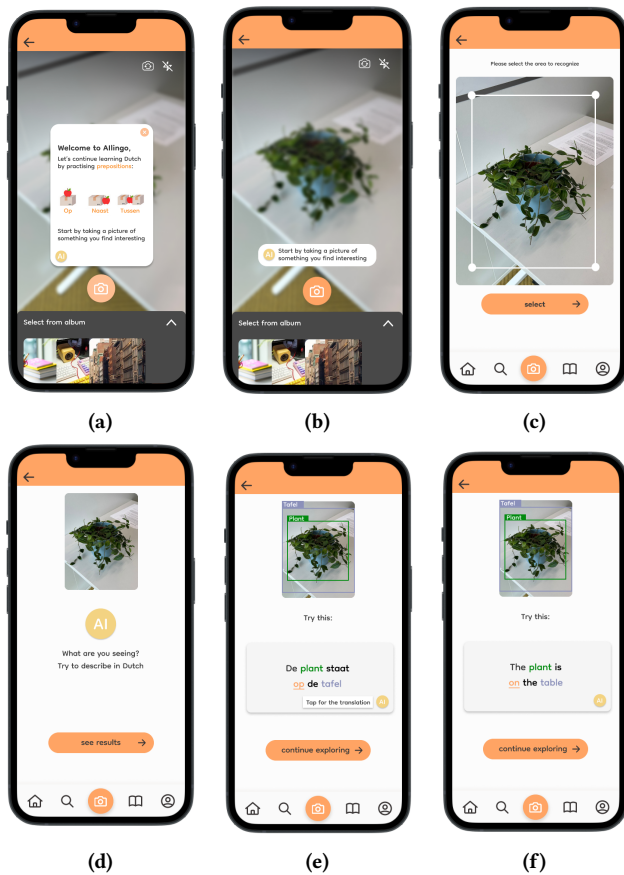 Welcome to AIlingo,
Let's continue learning Dutch
by practising prepositions:
Op Naast Tussen
Start by taking a picture of
something you find interesting
AI
Select from album
(a)
AI
Start by taking a picture of
something you find interesting
Select from album
(b)
Please select the area to recognize
select
(c)
AI
What are you seeing?
Try to describe in Dutch
see results
(d)
Tafel
Plant
Try this:
De plant staat
op de tafel
Tap for the translation
AI
continue exploring
(e)
Tafel
Plant
Try this:
The plant is
on the table
AI
continue exploring
(f)